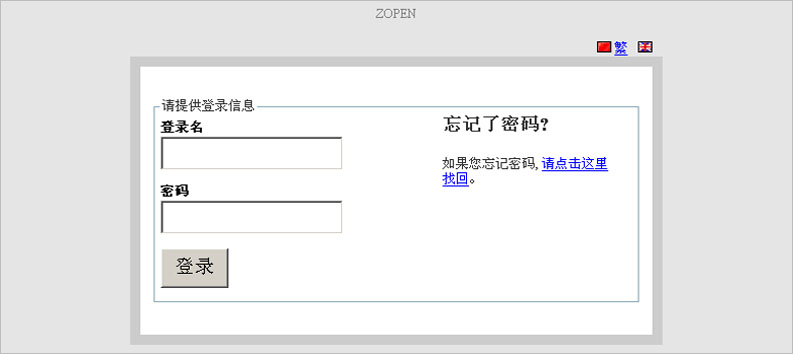 ZOPEN
繁
请提供登录信息
登录名
密码
登录
忘记了密码?
如果您忘记密码, 请点击这里
找回。